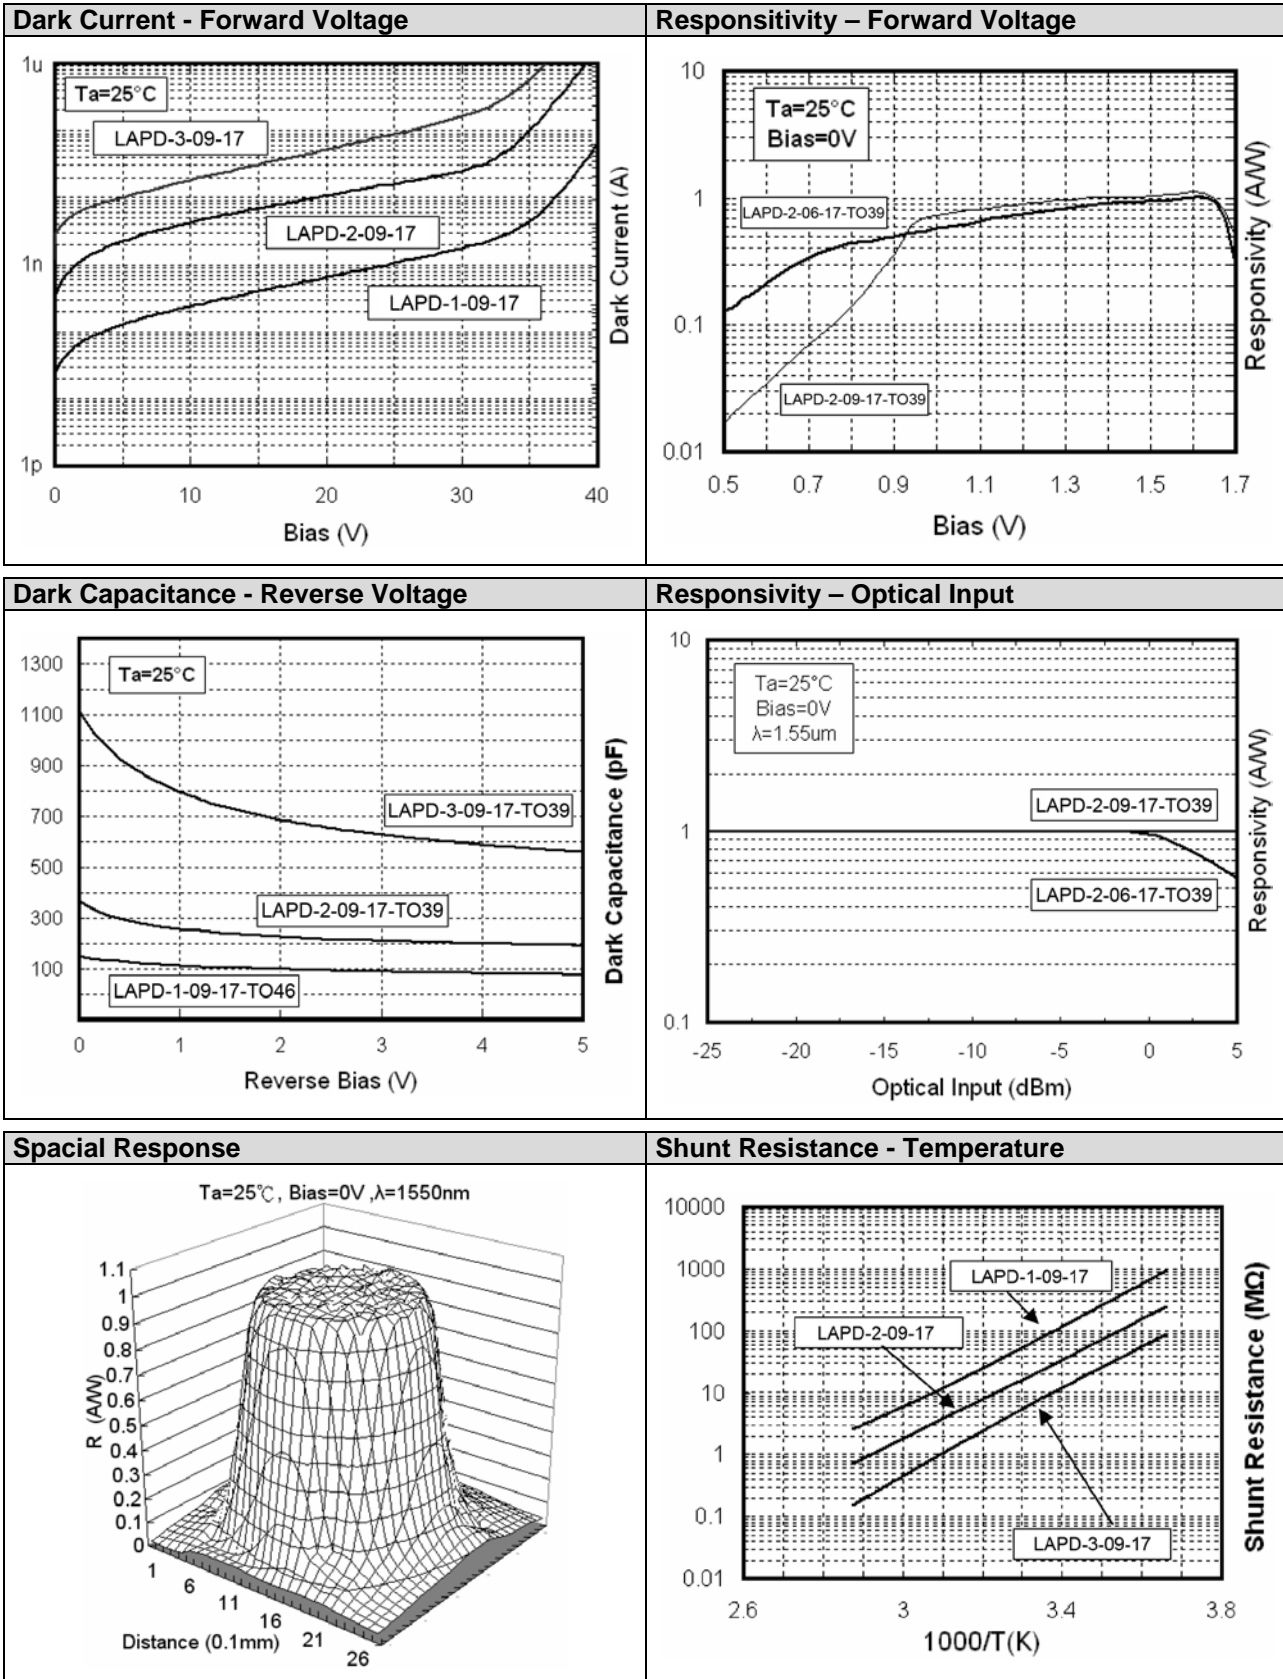 Dark Current - Forward Voltage
1u
Ta=25°C
LAPD-3-09-17
LAPD-2-09-17
1n
LAPD-1-09-17
1p
0 10 20 30 40
Bias (V)
Dark Current (A)
Responsitivity – Forward Voltage
10
Ta=25°C
Bias=0V
1
LAPD-2-06-17-TO39
0.1
LAPD-2-09-17-TO39
0.01
0.5 0.7 0.9 1.1 1.3 1.5 1.7
Bias (V)
Responsivity (A/W)
Dark Capacitance - Reverse Voltage
1300
Ta=25°C
1100
900
700
LAPD-3-09-17-TO39
500
300
LAPD-2-09-17-TO39
100
LAPD-1-09-17-TO46
0 1 2 3 4 5
Reverse Bias (V)
Dark Capacitance (pF)
Responsivity – Optical Input
10
Ta=25°C
Bias=0V
λ=1.55um
LAPD-2-09-17-TO39
1
LAPD-2-06-17-TO39
0.1
-25 -20 -15 -10 -5 0 5
Optical Input (dBm)
Responsivity (A/W)
Spacial Response
Ta=25℃, Bias=0V ,λ=1550nm
1.1
1
0.9
0.8
0.7
0.6
0.5
0.4
0.3
0.2
0.1
0
R (A/W)
1 6 11 16 21 26
Distance (0.1mm)
Shunt Resistance - Temperature
10000
1000
LAPD-1-09-17
100
LAPD-2-09-17
10
1
0.1
LAPD-3-09-17
0.01
2.6 3 3.4 3.8
1000/T(K)
Shunt Resistance (MΩ)